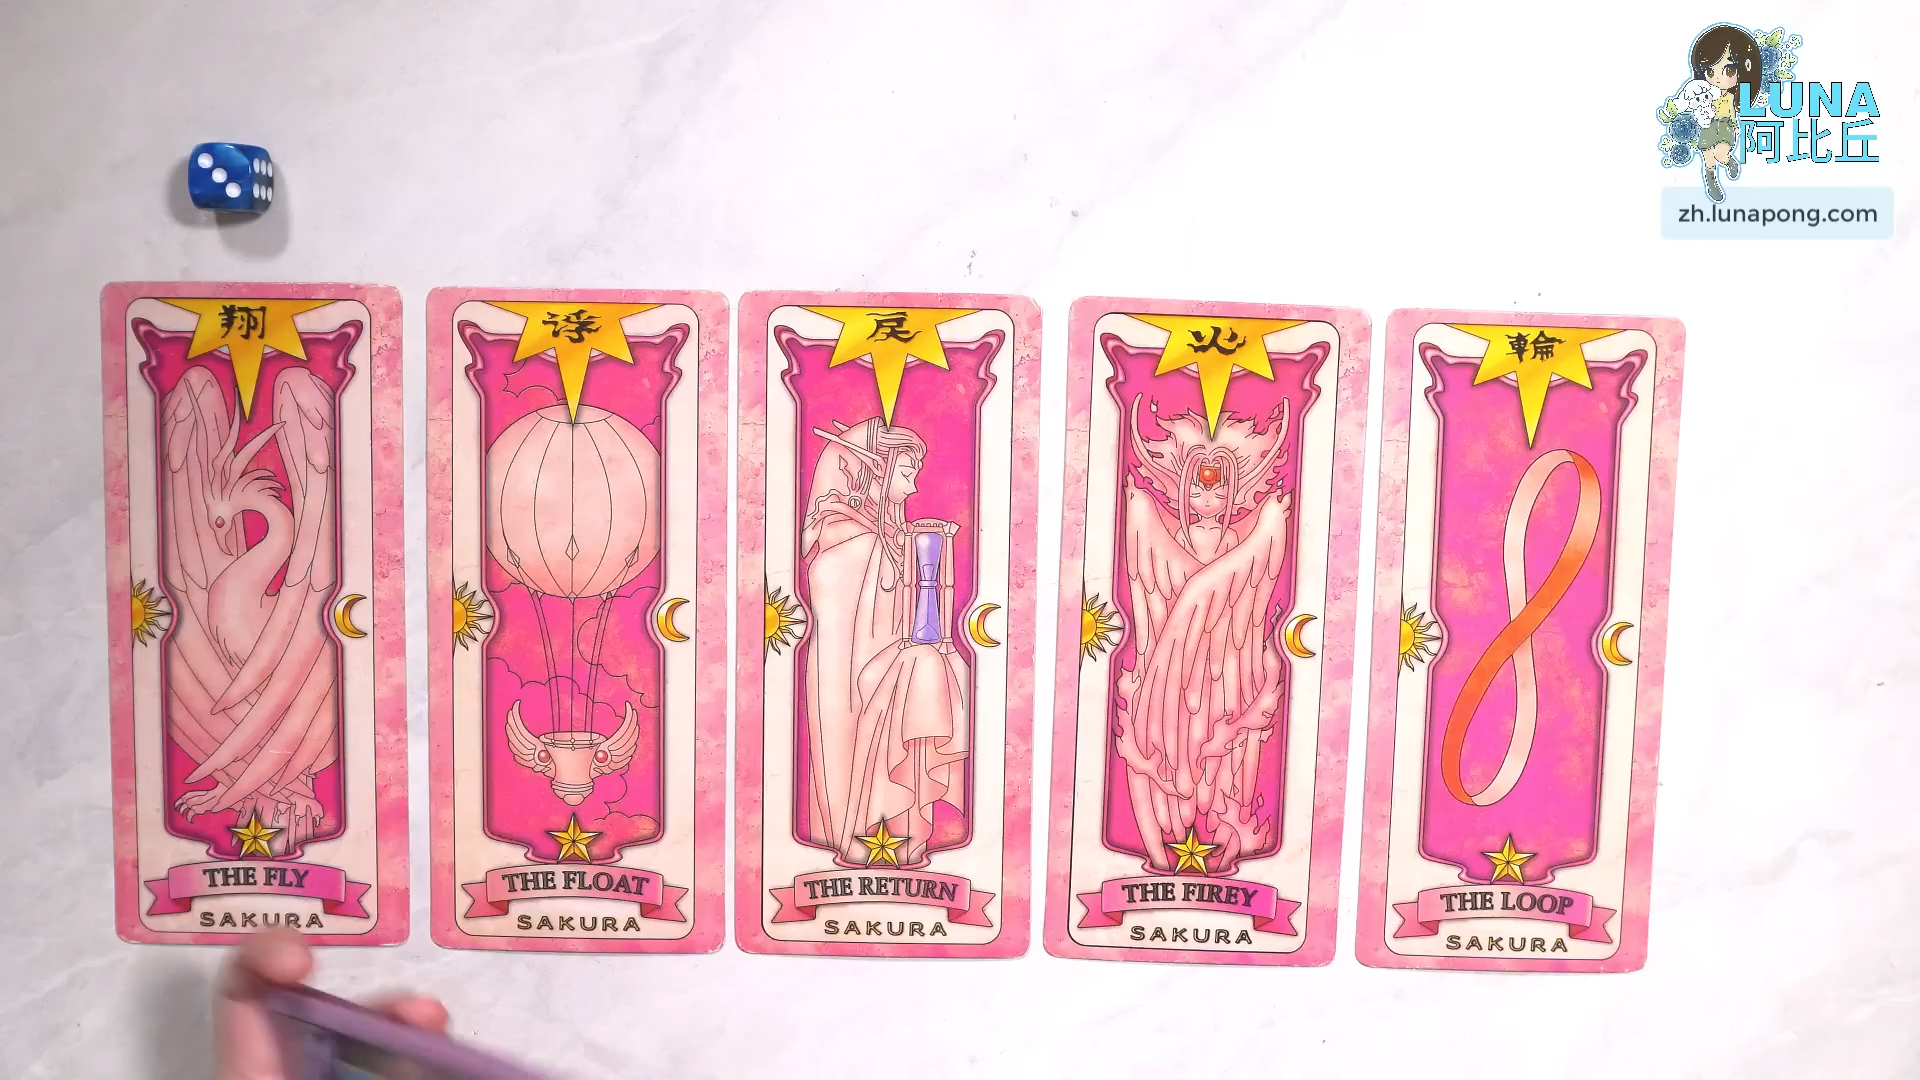 LUNA
阿比丘
zh.lunapong.com
翔
THE FLY
SAKURA
浮
THE FLOAT
SAKURA
戻
THE RETURN
SAKURA
火
THE FIREY
SAKURA
輪
THE LOOP
SAKURA